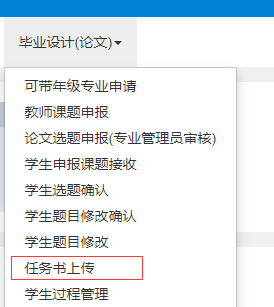 毕业设计(论文)
可带年级专业申请
教师课题申报
论文选题申报(专业管理员审核)
学生申报课题接收
学生选题确认
学生题目修改确认
学生题目修改
任务书上传
学生过程管理